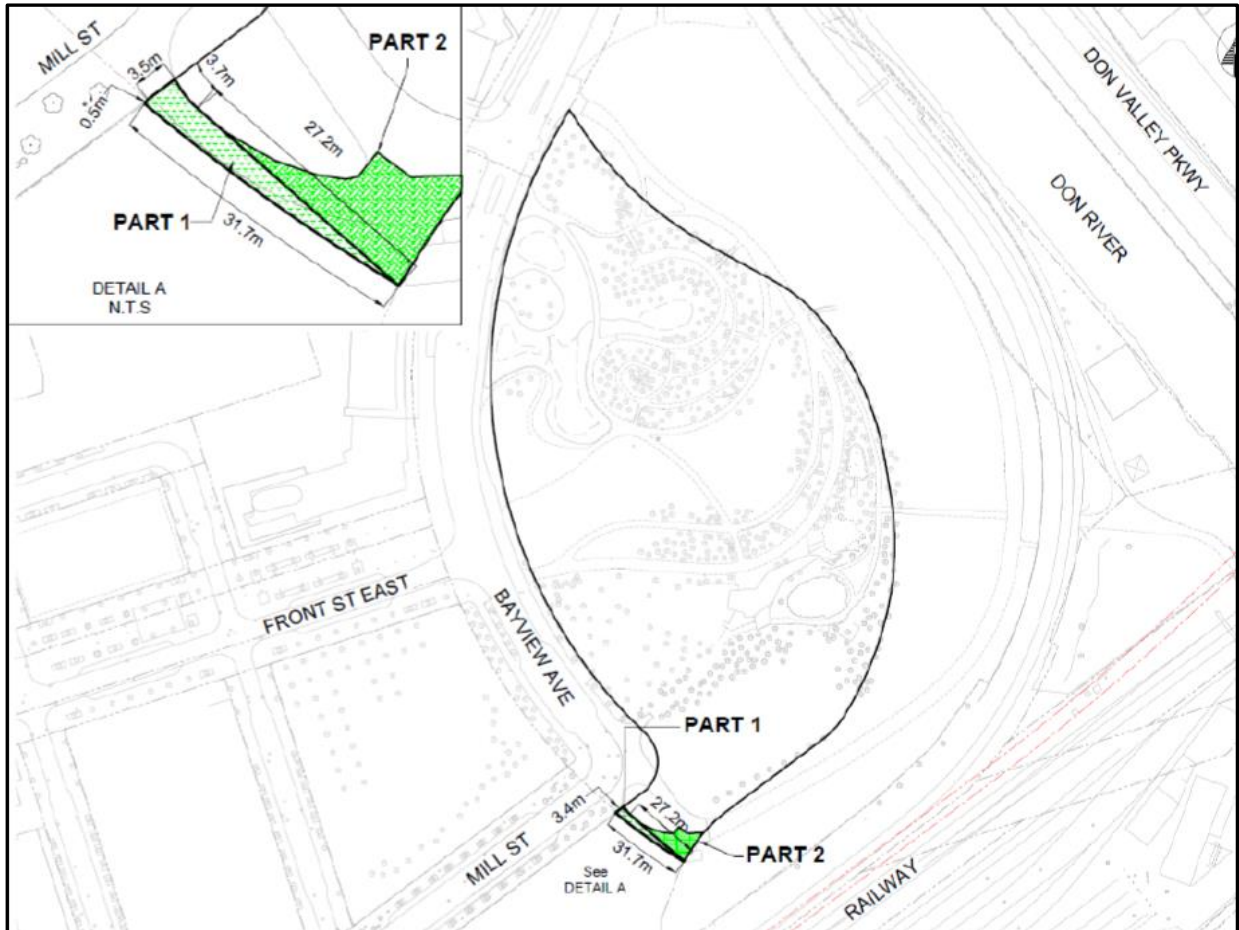 MILL ST
PART 2
3.5m
3.7m
0.5m
27.2m
PART 1
31.7m
DETAIL A
N.T.S
DON VALLEY PKWY
DON RIVER
FRONT ST EAST
BAYVIEW AVE
PART 1
3.4m
27.2m
31.7m
MILL ST
See
DETAIL A
PART 2
RAILWAY